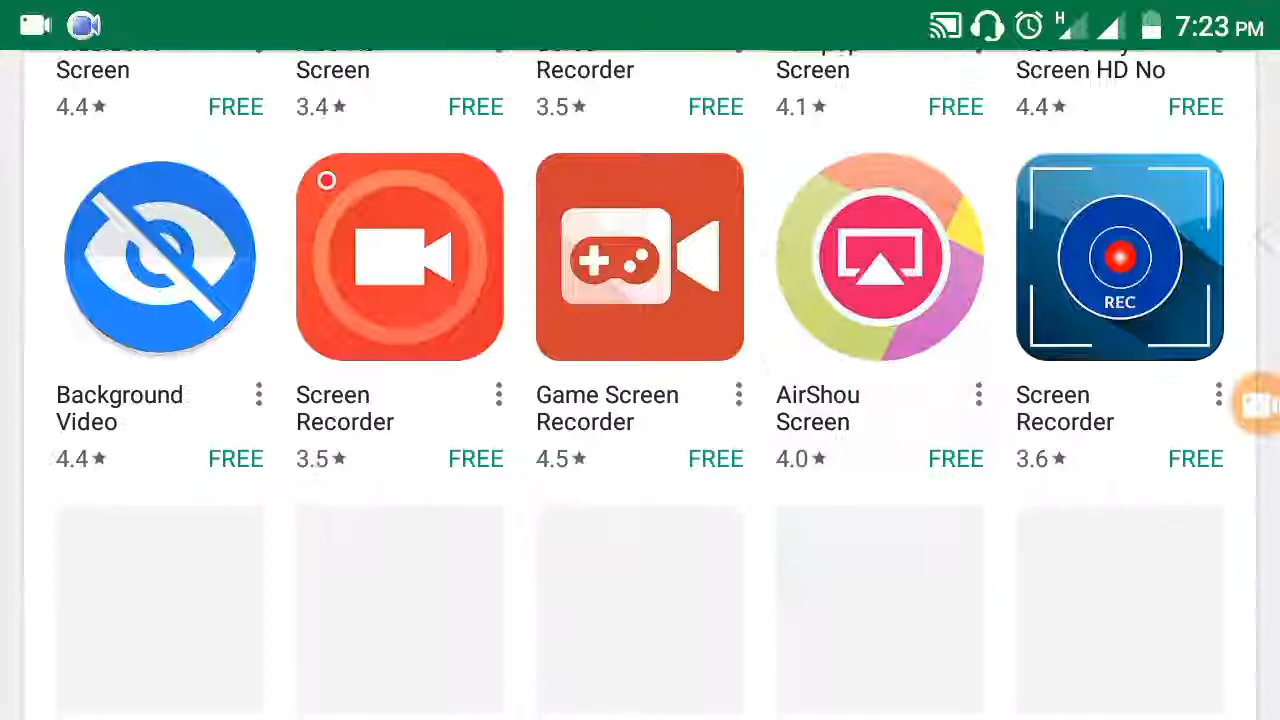 H
7:23 PM
Screen
Screen
Recorder
Screen
Screen HD No
4.4★ FREE
3.4★ FREE
3.5★ FREE
4.1★ FREE
4.4★ FREE
REC
Background
Video
4.4★ FREE
Screen
Recorder
3.5★ FREE
Game Screen
Recorder
4.5★ FREE
AirShou
Screen
4.0★ FREE
Screen
Recorder
3.6★ FREE